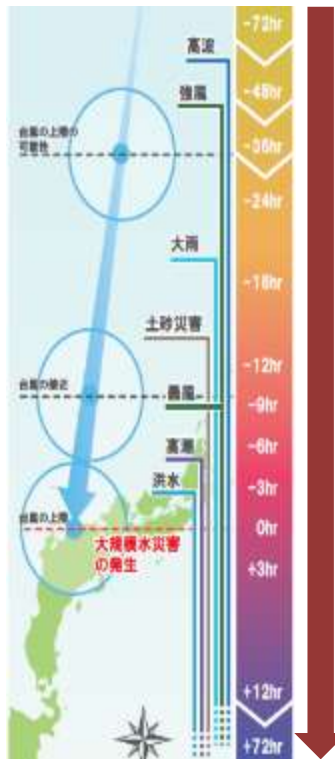 -72hr
高波
-48hr
強風
台風の上陸の
可能性
-36hr
-24hr
大雨
-18hr
土砂災害
-12hr
台風の接近
暴風
-9hr
高潮
-6hr
洪水
-3hr
台風の上陸
0hr
大規模水災害
の発生
+3hr
+12hr
+72hr